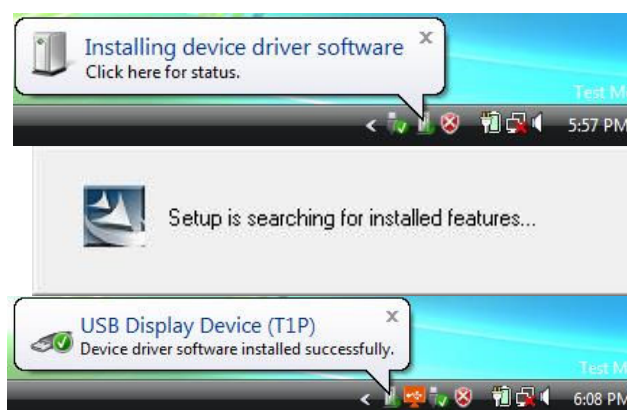 Installing device driver software
Click here for status.
Test M
5:57 PM
Setup is searching for installed features...
USB Display Device (T1P)
Device driver software installed successfully.
Test M
6:08 PM